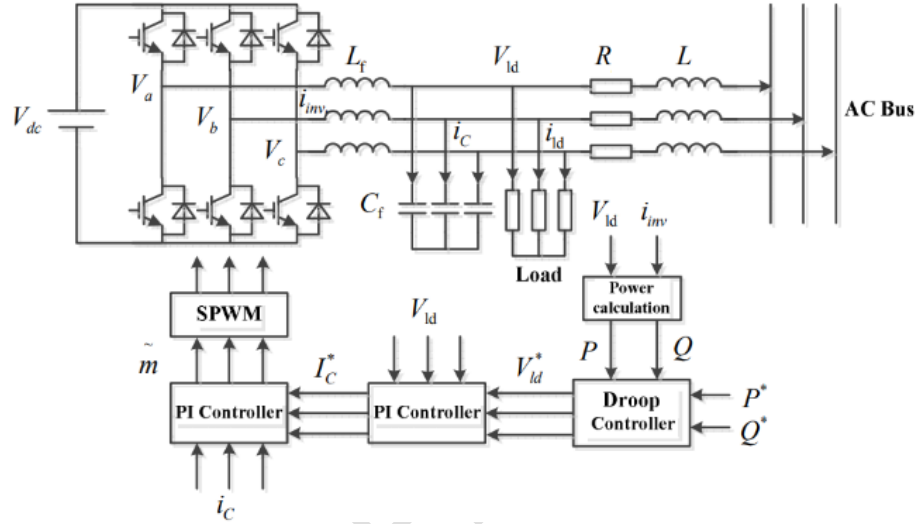 L_f
V_ld
R
L
V_a
i_inv
V_dc
V_b
i_C
i_ld
AC Bus
V_c
C_f
V_ld
i_inv
Load
Power
calculation
SPWM
V_ld
P
Q
~
m
I_C^*
V_ld^*
PI Controller
PI Controller
Droop
Controller
P^*
Q^*
i_C